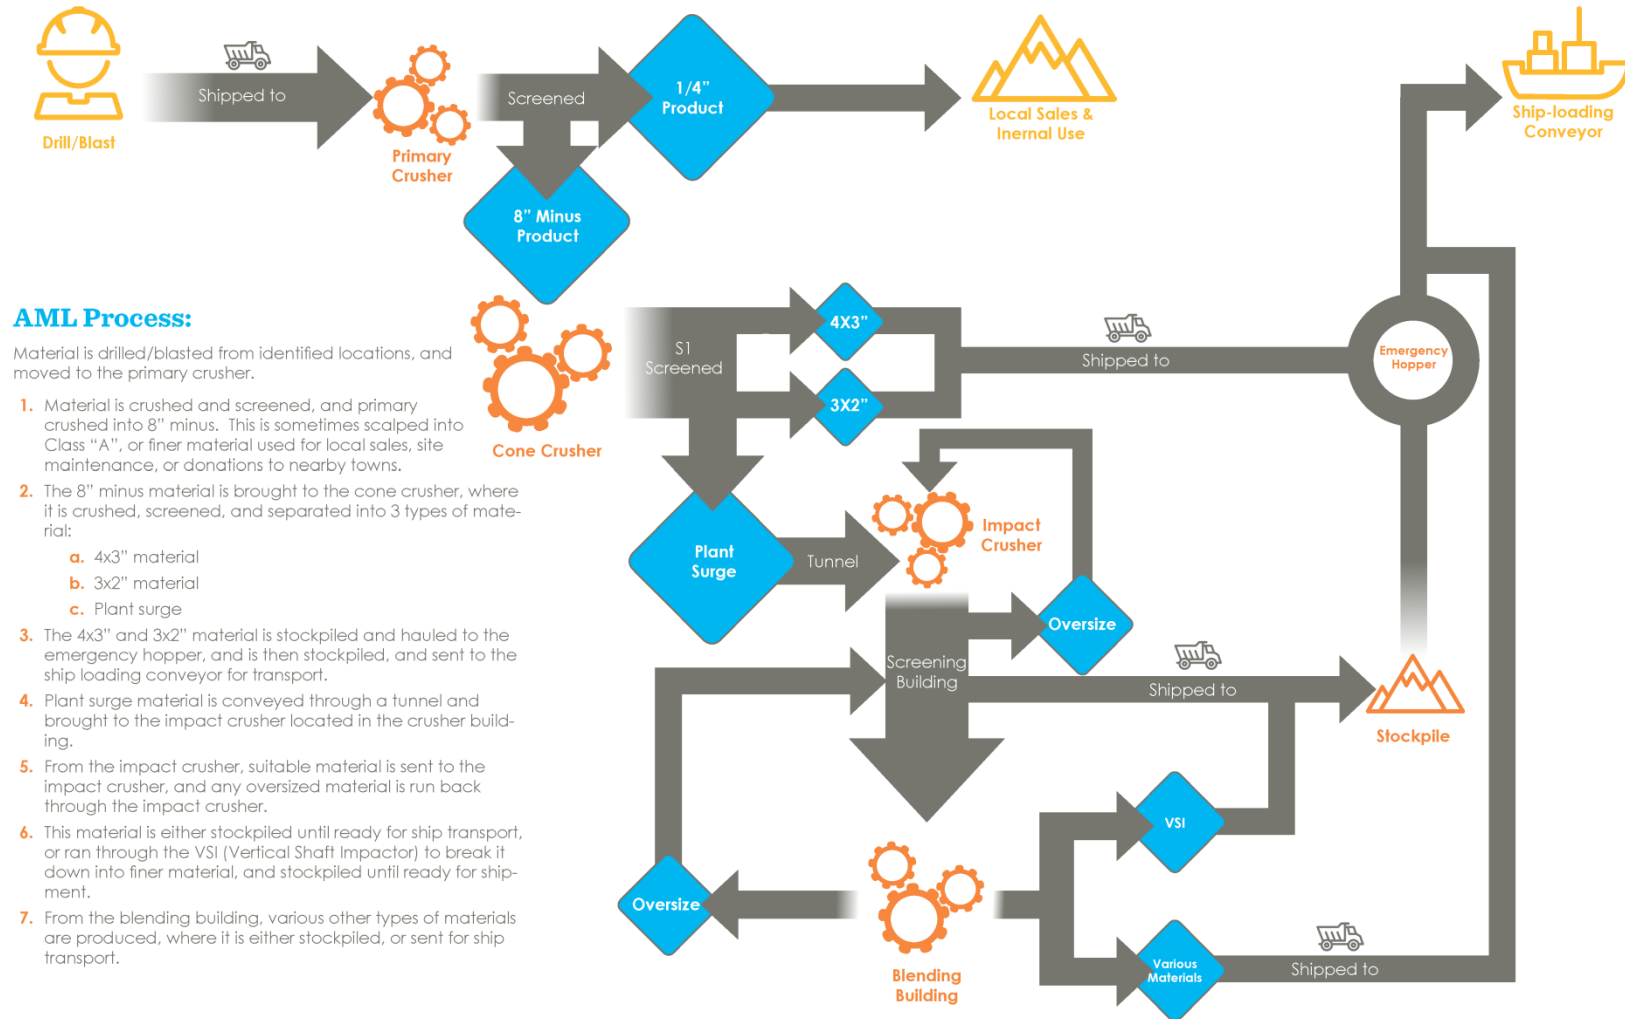 Shipped to
Drill/Blast
Primary
Crusher
Screened
1/4”
Product
8” Minus
Product
Local Sales &
Inernal Use
Ship-loading
Conveyor
AML Process:
Material is drilled/blasted from identified locations, and
moved to the primary crusher.
1. Material is crushed and screened, and primary
crushed into 8” minus. This is sometimes scalped into
Class “A”, or finer material used for local sales, site
maintenance, or donations to nearby towns.
2. The 8” minus material is brought to the cone crusher, where
it is crushed, screened, and separated into 3 types of mate-
rial:
a. 4x3” material
b. 3x2” material
c. Plant surge
3. The 4x3” and 3x2” material is stockpiled and hauled to the
emergency hopper, and is then stockpiled, and sent to the
ship loading conveyor for transport.
4. Plant surge material is conveyed through a tunnel and
brought to the impact crusher located in the crusher build-
ing.
5. From the impact crusher, suitable material is sent to the
impact crusher, and any oversized material is run back
through the impact crusher.
6. This material is either stockpiled until ready for ship transport,
or ran through the VSI (Vertical Shaft Impactor) to break it
down into finer material, and stockpiled until ready for ship-
ment.
7. From the blending building, various other types of materials
are produced, where it is either stockpiled, or sent for ship
transport.
Cone Crusher
S1
Screened
4X3”
3X2”
Shipped to
Emergency
Hopper
Plant
Surge
Tunnel
Impact
Crusher
Oversize
Screening
Building
Shipped to
Stockpile
VSI
Oversize
Blending
Building
Various
Materials
Shipped to